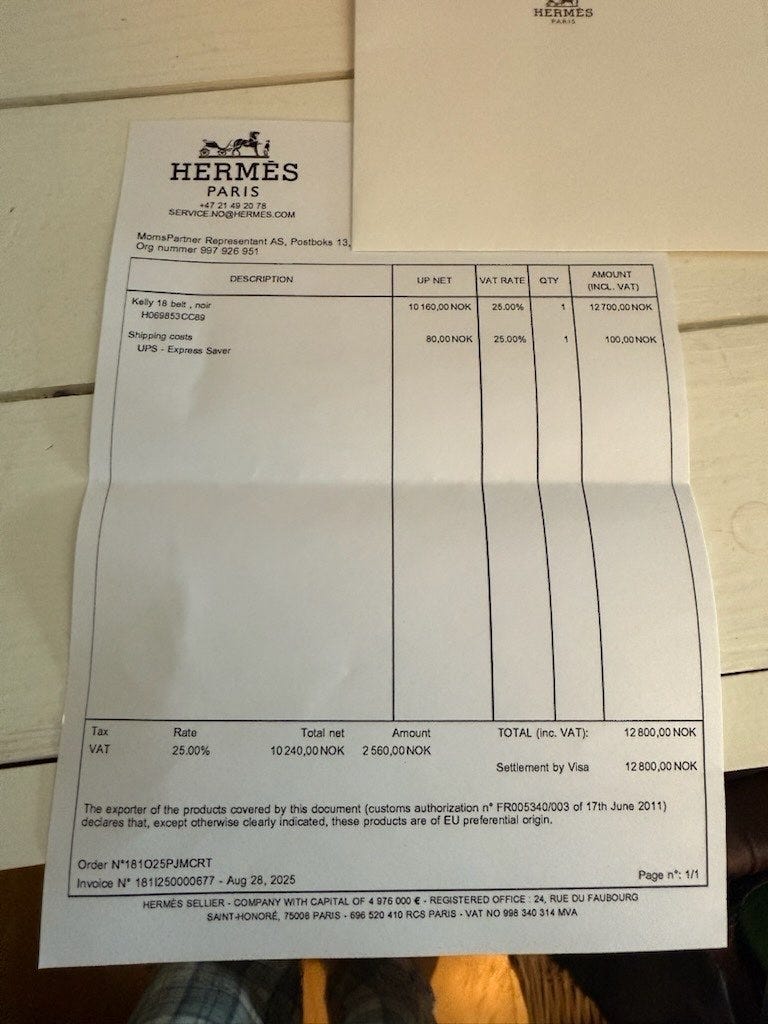 HERMÈS
PARIS
HERMÈS
PARIS
+47 21 49 20 78
SERVICE.NO@HERMES.COM
MomsPartner Representant AS, Postboks 13,
Org nummer 997 926 951
DESCRIPTION UP NET VAT RATE QTY AMOUNT (INCL. VAT)
Kelly 18 belt , noir 10 160,00 NOK 25.00% 1 12 700,00 NOK
H069853CC89
Shipping costs 80,00 NOK 25.00% 1 100,00 NOK
UPS - Express Saver
Tax Rate Total net Amount TOTAL (inc. VAT): 12 800,00 NOK
VAT 25.00% 10 240,00 NOK 2 560,00 NOK
Settlement by Visa 12 800,00 NOK
The exporter of the products covered by this document (customs authorization n° FR005340/003 of 17th June 2011)
declares that, except otherwise clearly indicated, these products are of EU preferential origin.
Order N°181O25PJMCRT
Invoice N° 181I250000677 - Aug 28, 2025 Page n°: 1/1
HERMÈS SELLIER - COMPANY WITH CAPITAL OF 4 976 000 € - REGISTERED OFFICE : 24, RUE DU FAUBOURG
SAINT-HONORÉ, 75008 PARIS - 696 520 410 RCS PARIS - VAT NO 998 340 314 MVA